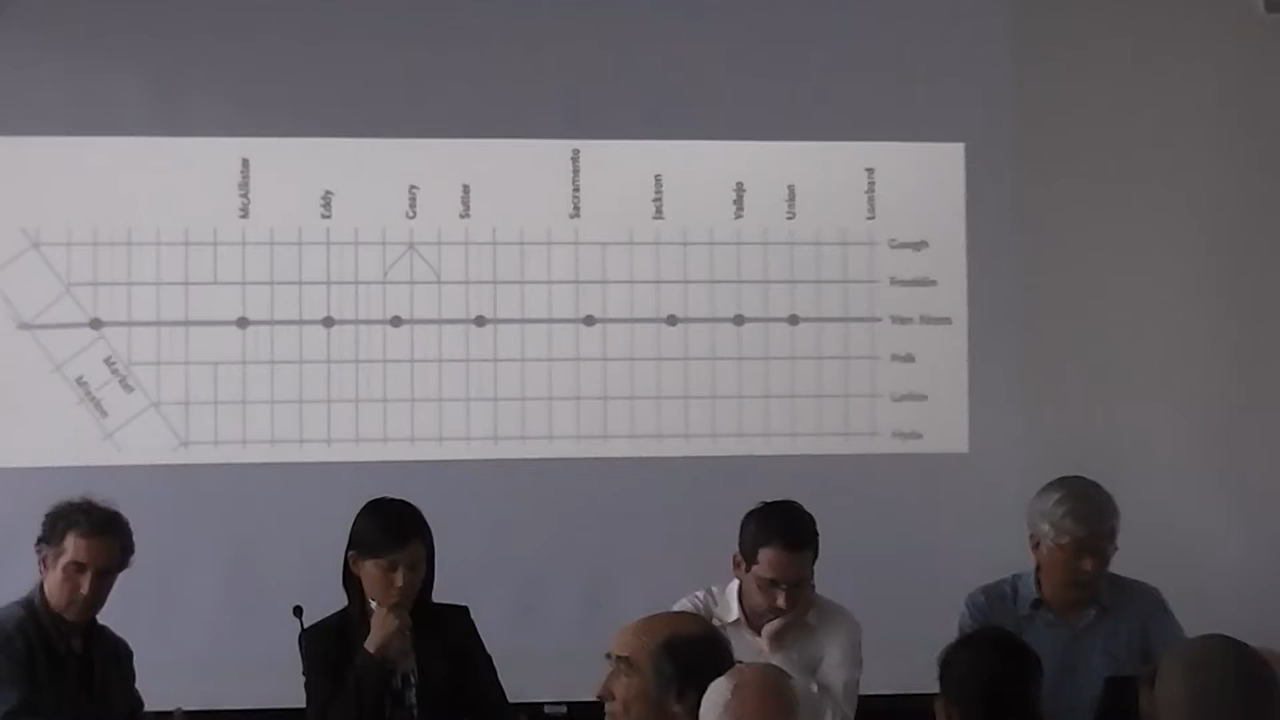 McAllister
Eddy
Geary
Sutter
Sacramento
Jackson
Vallejo
Union
Lombard
Gough
Franklin
Van Ness
Polk
Larkin
Hyde
Market
Mission